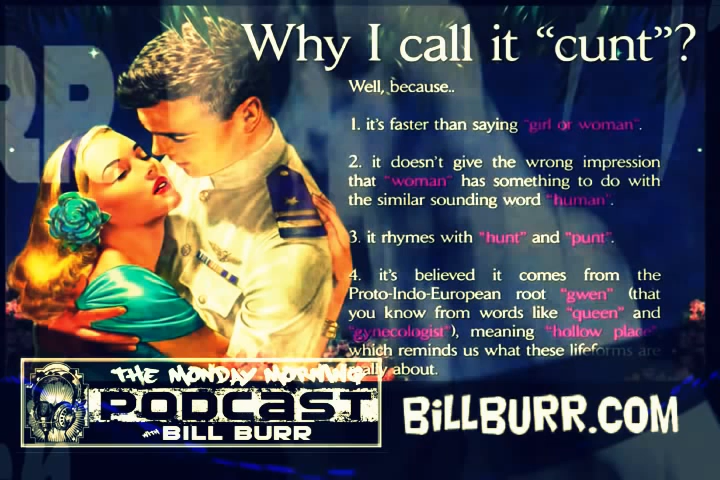 Why I call it “cunt”?
Well, because..
1. it's faster than saying "girl or woman".
2. it doesn't give the wrong impression
that "woman" has something to do with
the similar sounding word "human".
3. it rhymes with "hunt" and "punt".
4. it's believed it comes from the
Proto-Indo-European root "gwen" (that
you know from words like "queen" and
"gynecologist"), meaning "hollow place"
which reminds us what these lifeforms are
really about.
THE MONDAY MORNING
PODCAST
WITH BILL BURR
BILLBURR.COM